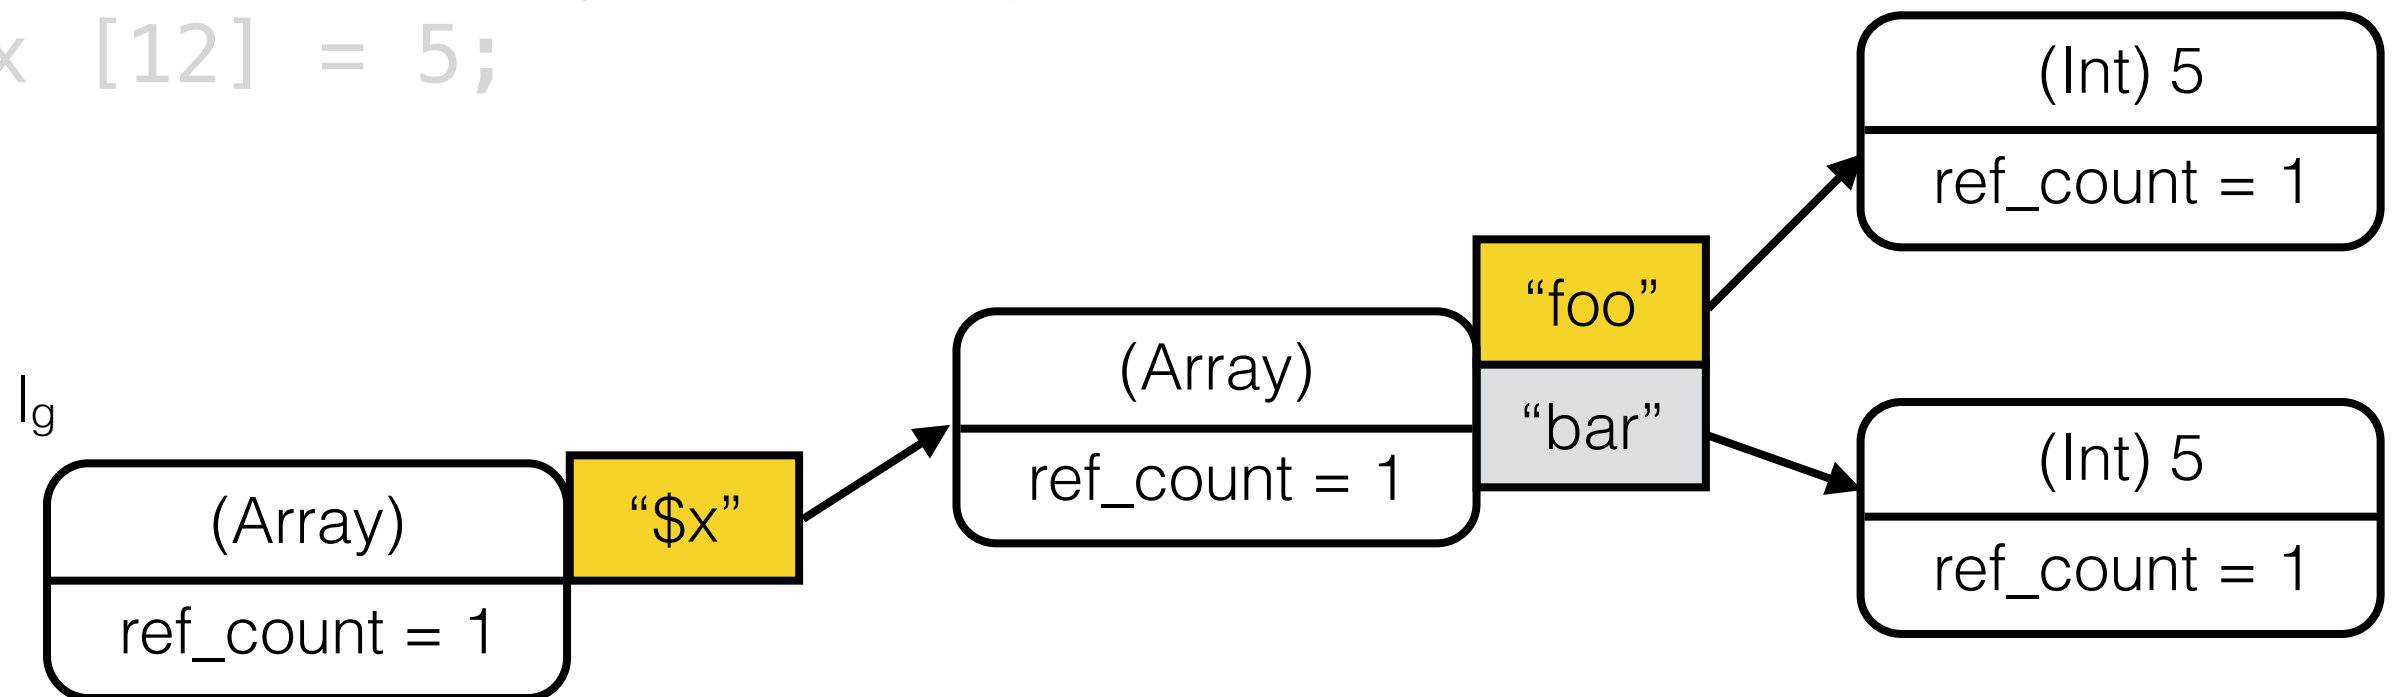 x [12] = 5;
(Int) 5
ref_count = 1
“foo”
(Array)
“bar”
ref_count = 1
(Int) 5
ref_count = 1
lg
(Array)
“$x”
ref_count = 1